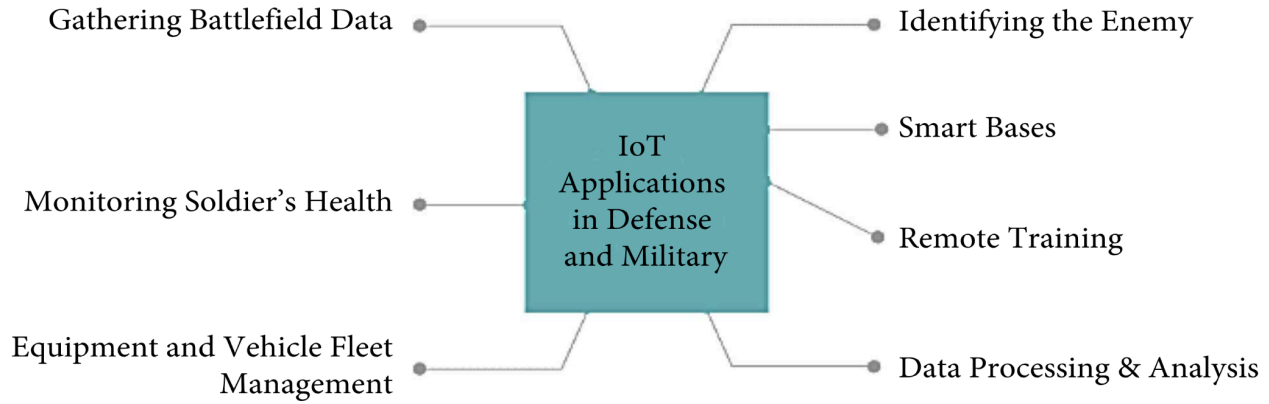 Gathering Battlefield Data
Monitoring Soldier's Health
Equipment and Vehicle Fleet
Management
IoT
Applications
in Defense
and Military
Identifying the Enemy
Smart Bases
Remote Training
Data Processing & Analysis